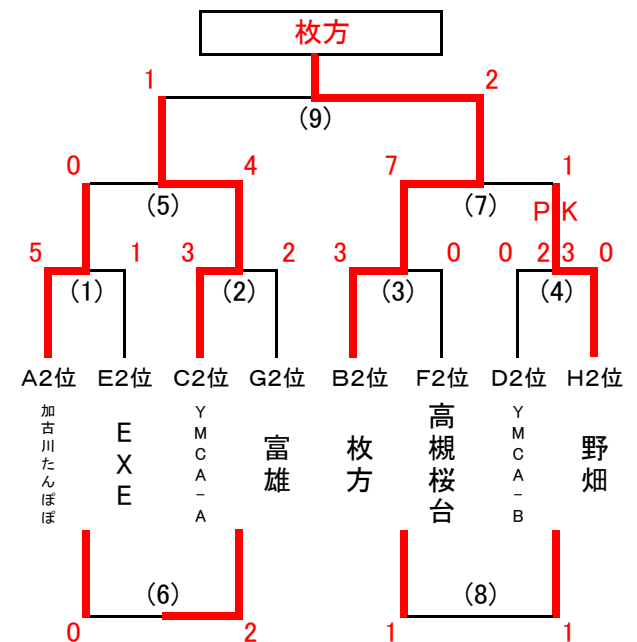 枚方
1 2
(9)
0 4 7 1
(5) (7)
PK
5 1 3 2 3 0 0 2 3 0
(1) (2) (3) (4)
A2位 E2位 C2位 G2位 B2位 F2位 D2位 H2位
加古川たんぽぽ
EXE
YMCA-A
富雄
枚方
高槻桜台
YMCA-B
野畑
(6) (8)
0 2 1 1